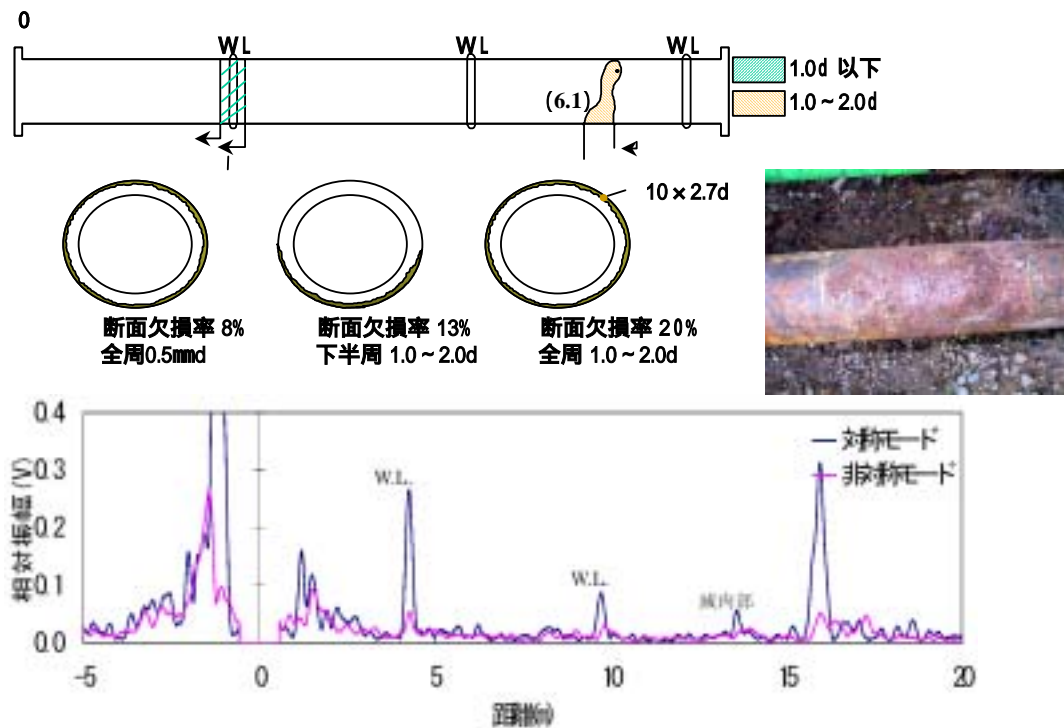 0
WL
WL
WL
1.0d 以下
(6.1)
1.0~2.0d
10×2.7d
断面欠損率 8%
全周0.5mmd
断面欠損率 13%
下半周 1.0~2.0d
断面欠損率 20%
全周 1.0~2.0d
0.4
0.3
0.2
0.1
0.0
相対振幅(V)
対称モード
非対称モード
W.L.
W.L.
減肉部
-5
0
5
10
15
20
距離(m)